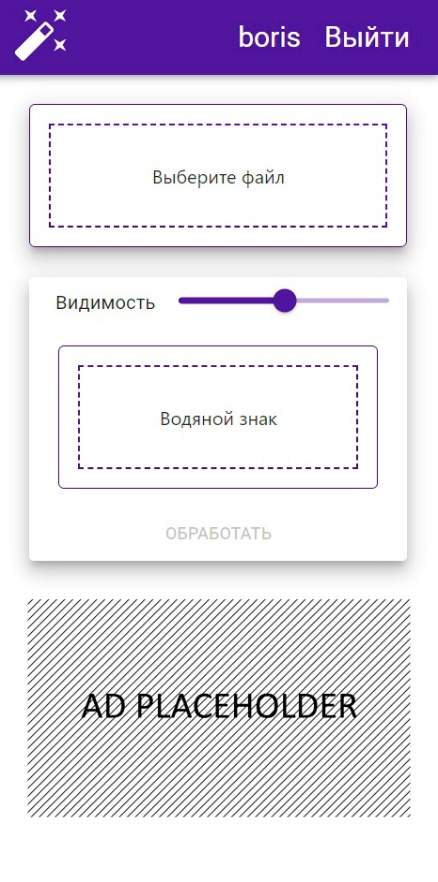 boris Выйти
Выберите файл
Видимость
Водяной знак
ОБРАБОТАТЬ
AD PLACEHOLDER